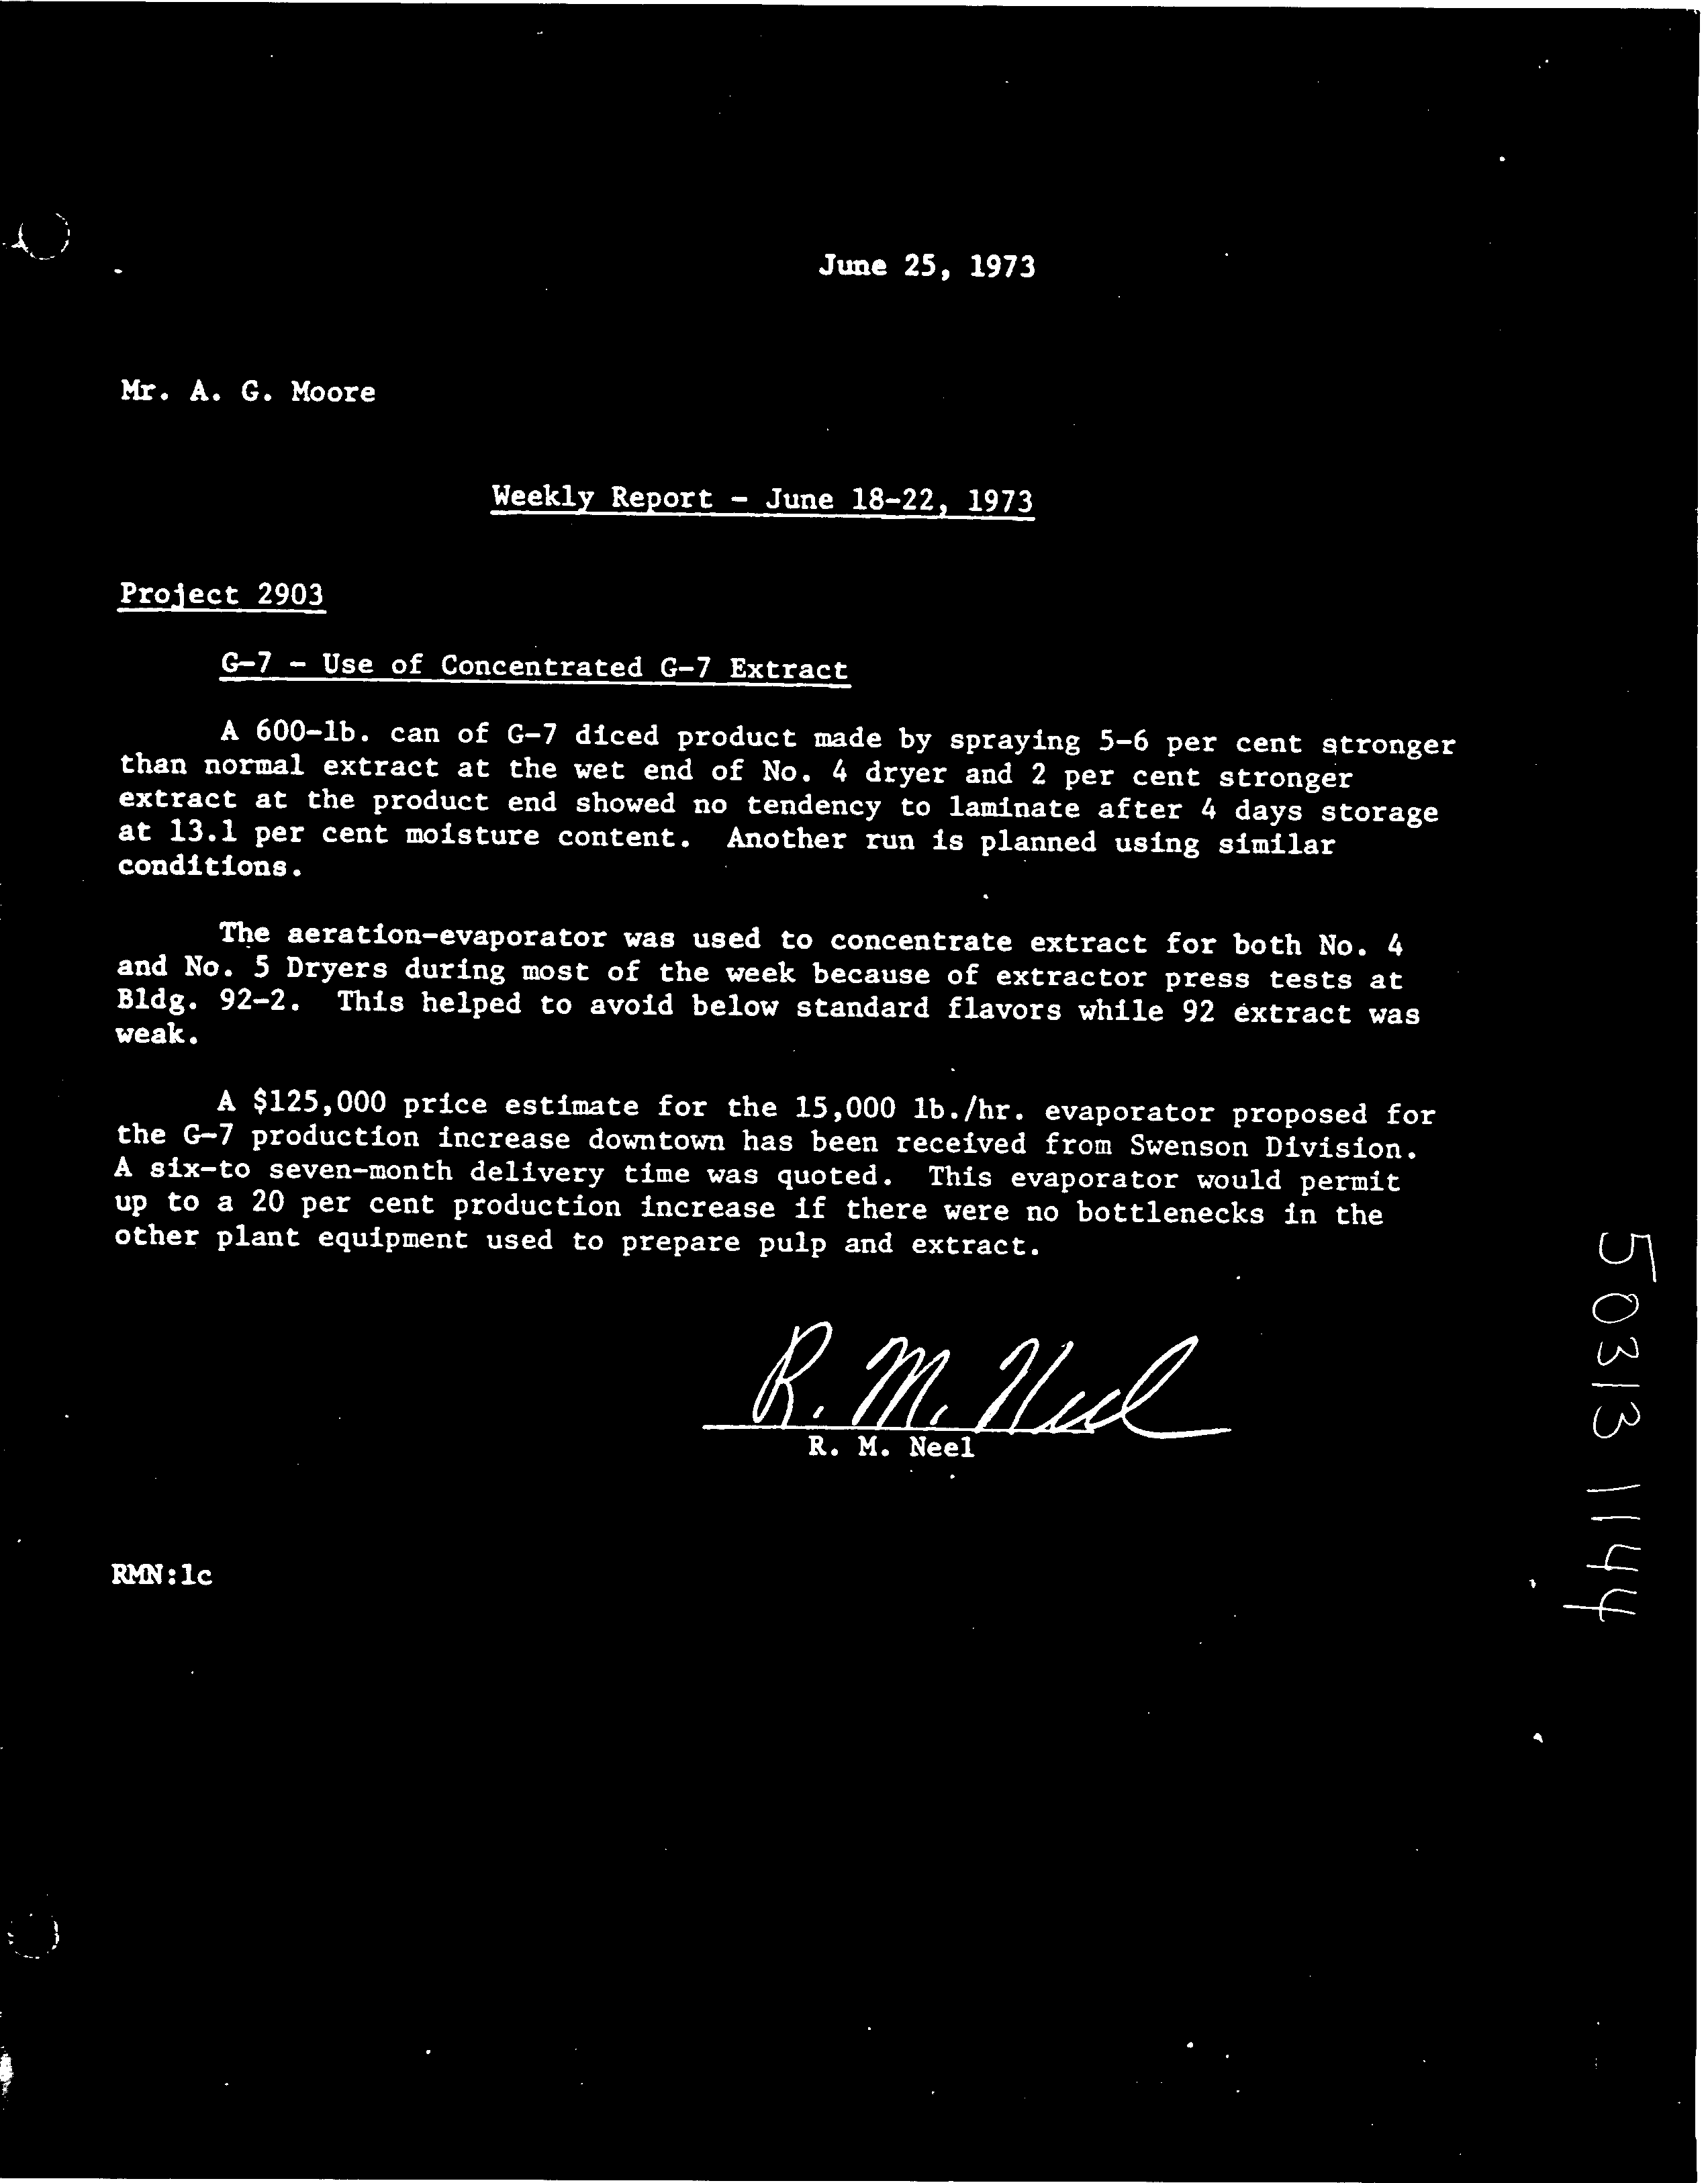 June 25, 1973
Mr. A. G. Moore
Weekly Report - June 18-22, 1973
Project 2903
G-7 - Use of Concentrated G-7 Extract
A 600-lb. can of G-7 diced product made by spraying 5-6 per cent stronger
than normal extract at the wet end of No. 4 dryer and 2 per cent stronger
extract at the product end showed no tendency to laminate after 4 days storage
at 13.1 per cent moisture content. Another run is planned using similar
conditions.
The aeration-evaporator was used to concentrate extract for both No. 4
and No. 5 Dryers during most of the week because of extractor press tests at
Bldg. 92-2. This helped to avoid below standard flavors while 92 extract was
weak.
A $125,000 price estimate for the 15,000 lb./hr. evaporator proposed for
the G-7 production increase downtown has been received from Swenson Division.
A six-to seven-month delivery time was quoted. This evaporator would permit
up to a 20 per cent production increase if there were no bottlenecks in the
other plant equipment used to prepare pulp and extract.
R. M. Neel
R. M. Neel
RMN:lc
50313 1144